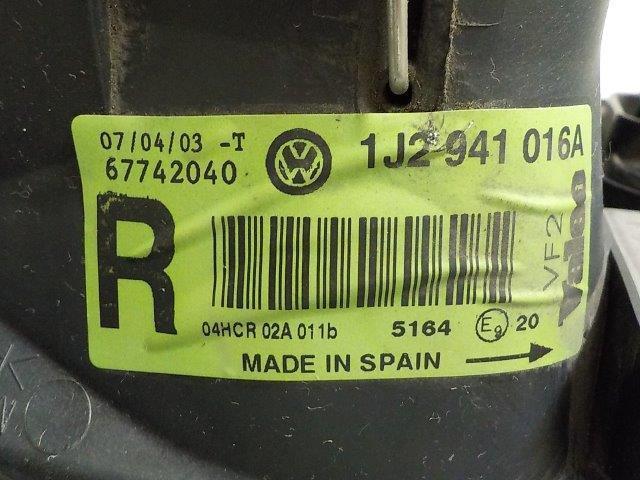 07/04/03 -T
67742040
1J2 941 016A
R
VF2
Valeo
04HCR 02A 011b
5164
E9
20
MADE IN SPAIN